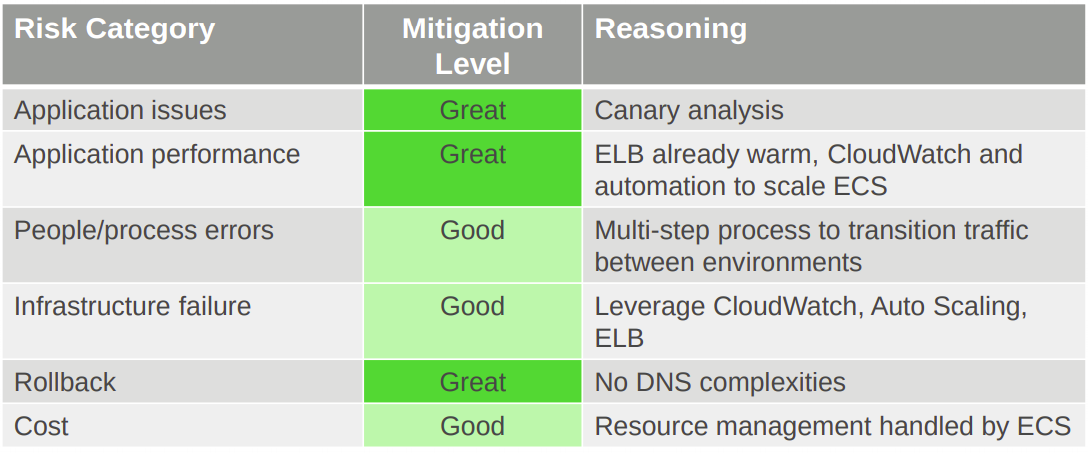 Risk Category
Mitigation
Level
Reasoning
Application issues
Great
Canary analysis
Application performance
Great
ELB already warm, CloudWatch and
automation to scale ECS
People/process errors
Good
Multi-step process to transition traffic
between environments
Infrastructure failure
Good
Leverage CloudWatch, Auto Scaling,
ELB
Rollback
Great
No DNS complexities
Cost
Good
Resource management handled by ECS